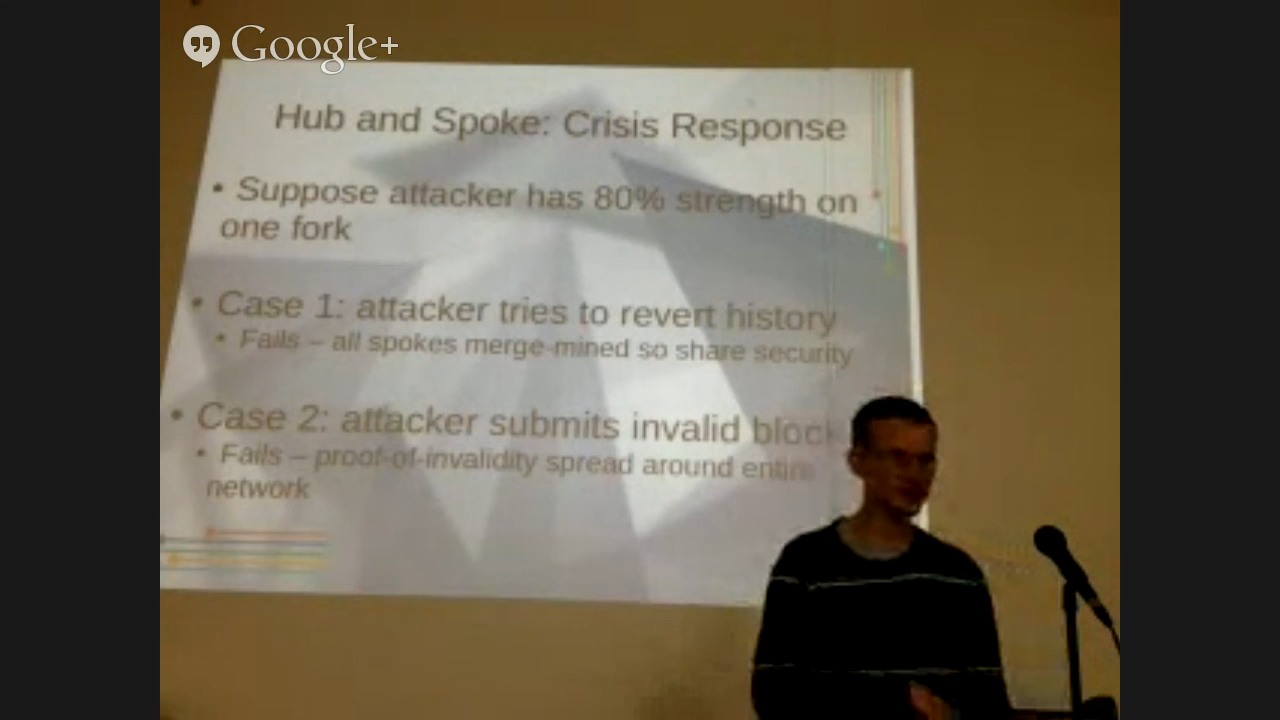 Google+
Hub and Spoke: Crisis Response
• Suppose attacker has 80% strength on
one fork
• Case 1: attacker tries to revert history
• Fails – all spokes merge-mined so share security
• Case 2: attacker submits invalid block
• Fails – proof-of-invalidity spread around entire
network